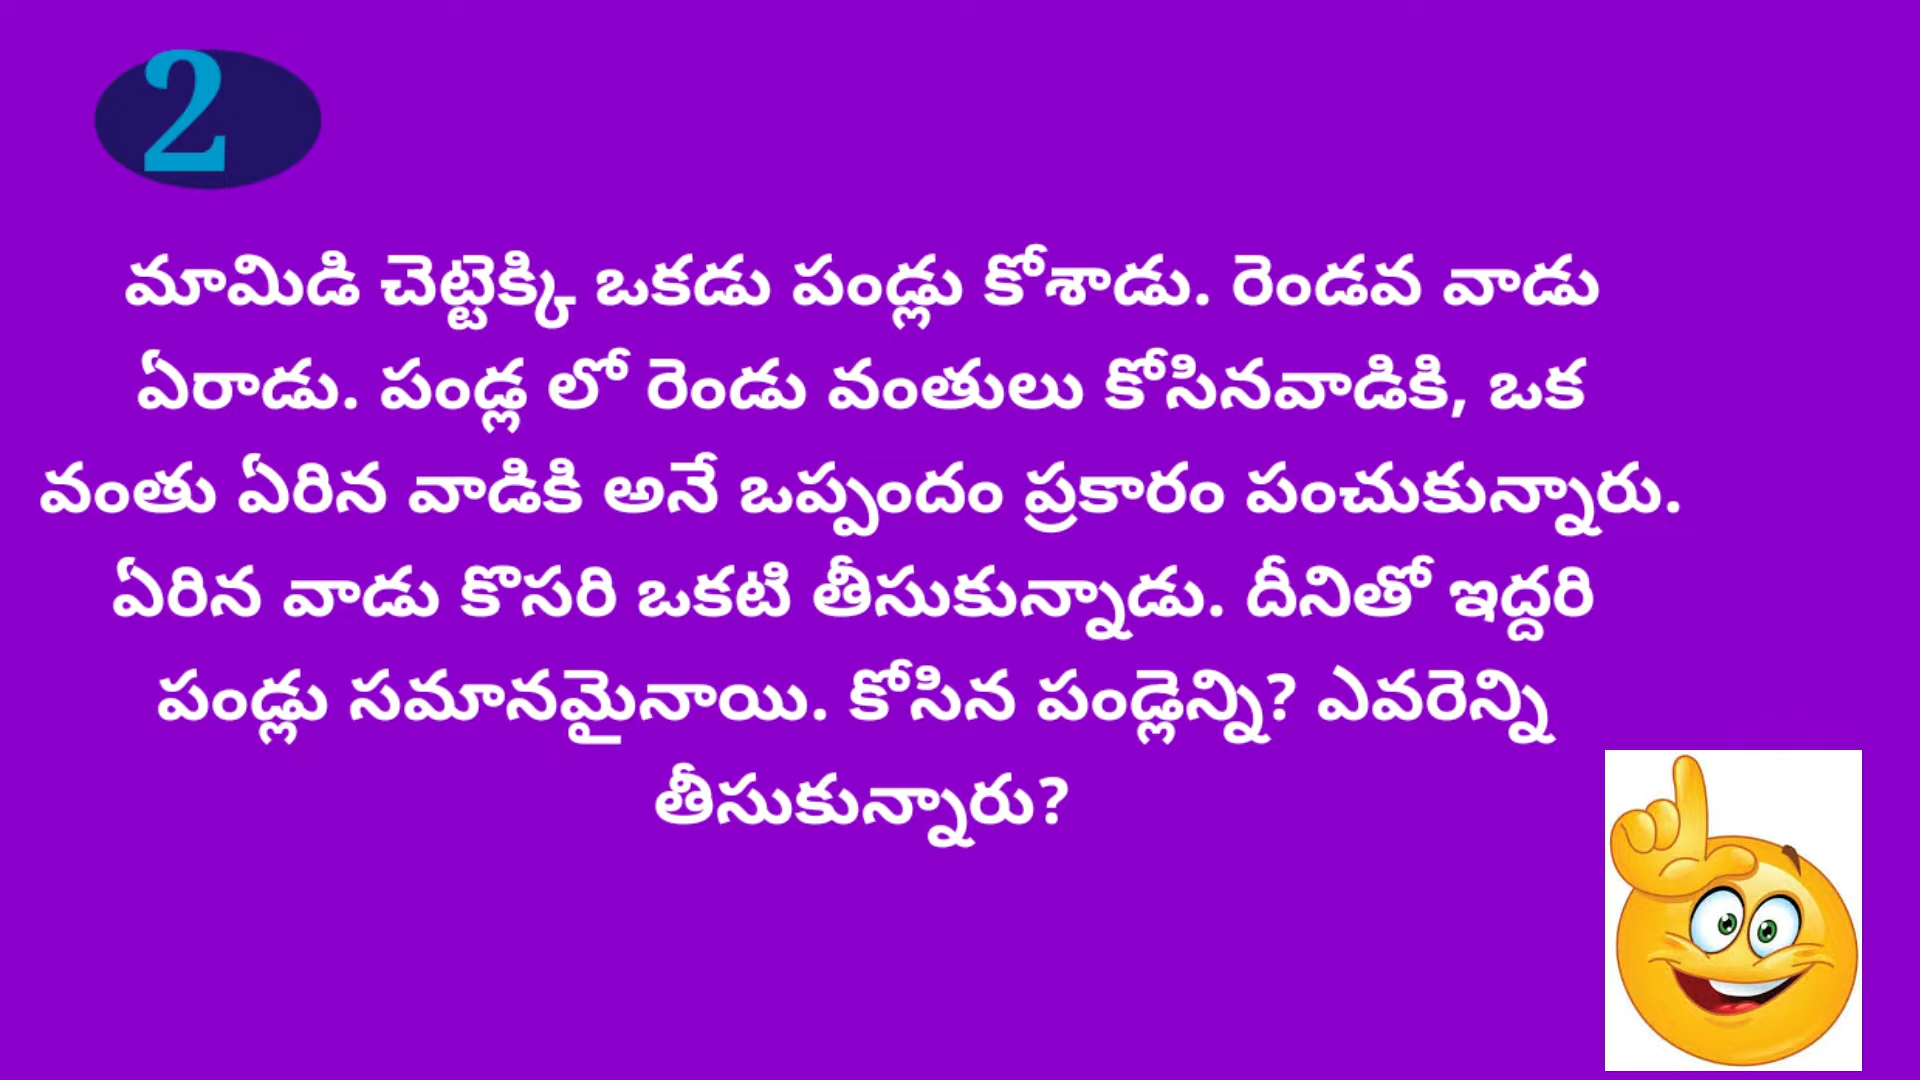 2
మామిడి చెట్టెక్కి ఒకడు పండ్లు కోశాడు. రెండవ వాడు
ఏరాడు. పండ్ల లో రెండు వంతులు కోసినవాడికి, ఒక
వంతు ఏరిన వాడికి అనే ఒప్పందం ప్రకారం పంచుకున్నారు.
ఏరిన వాడు కొసరి ఒకటి తీసుకున్నాడు. దీనితో ఇద్దరి
పండ్లు సమానమైనాయి. కోసిన పండ్లెన్ని? ఎవరెన్ని
తీసుకున్నారు?